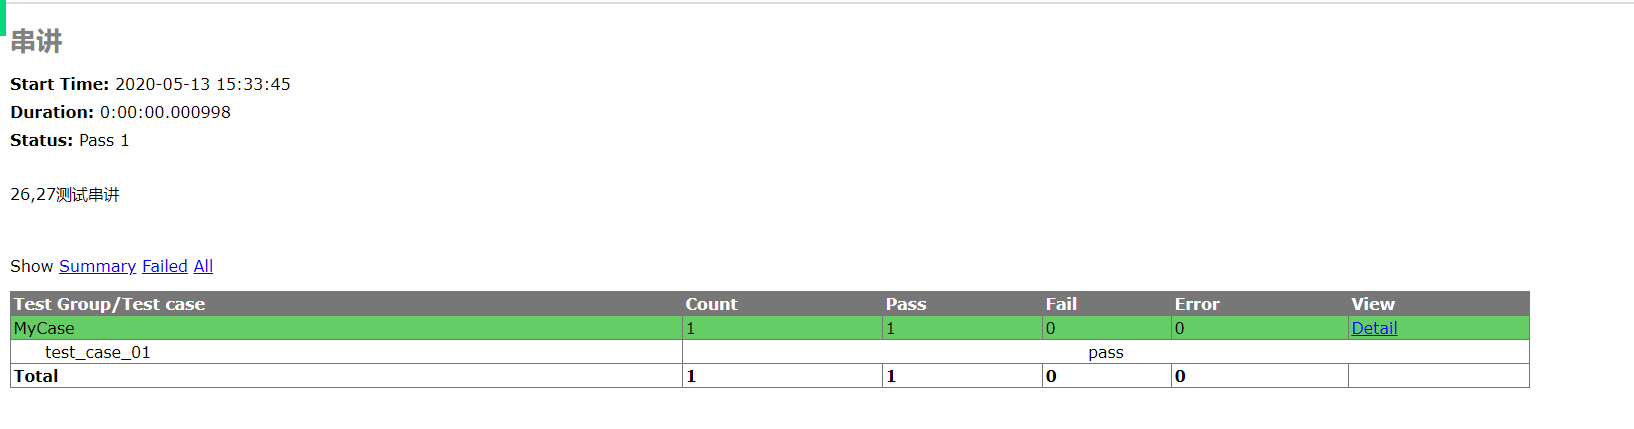 串讲
Start Time: 2020-05-13 15:33:45
Duration: 0:00:00.000998
Status: Pass 1
26,27测试串讲
Show Summary Failed All
Test Group/Test case Count Pass Fail Error View
MyCase 1 1 0 0 Detail
test_case_01 pass
Total 1 1 0 0